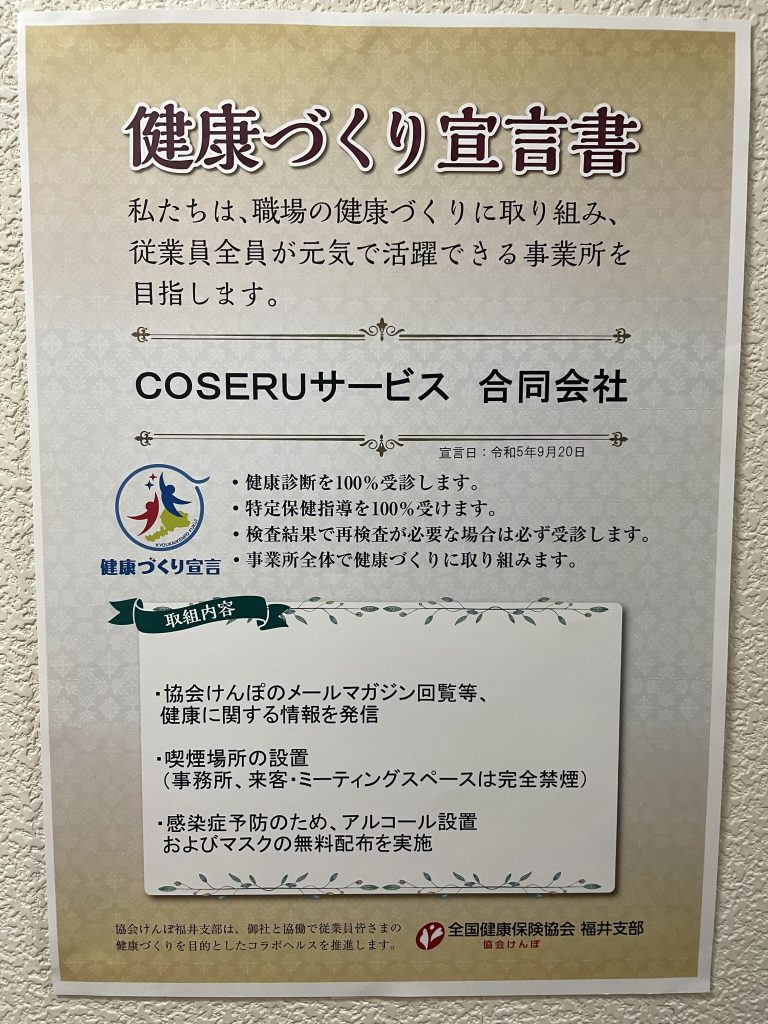 健康づくり宣言書
私たちは、職場の健康づくりに取り組み、
従業員全員が元気で活躍できる事業所を
目指します。
COSERUサービス 合同会社
宣言日：令和5年9月20日
・健康診断を100％受診します。
・特定保健指導を100％受けます。
・検査結果で再検査が必要な場合は必ず受診します。
・事業所全体で健康づくりに取り組みます。
健康づくり宣言
取組内容
・協会けんぽのメールマガジン回覧等、
健康に関する情報を発信
・喫煙場所の設置
（事務所、来客・ミーティングスペースは完全禁煙）
・感染症予防のため、アルコール設置
およびマスクの無料配布を実施
協会けんぽ福井支部は、御社と協働で従業員皆さまの
健康づくりを目的としたコラボヘルスを推進します。
全国健康保険協会 福井支部
協会けんぽ